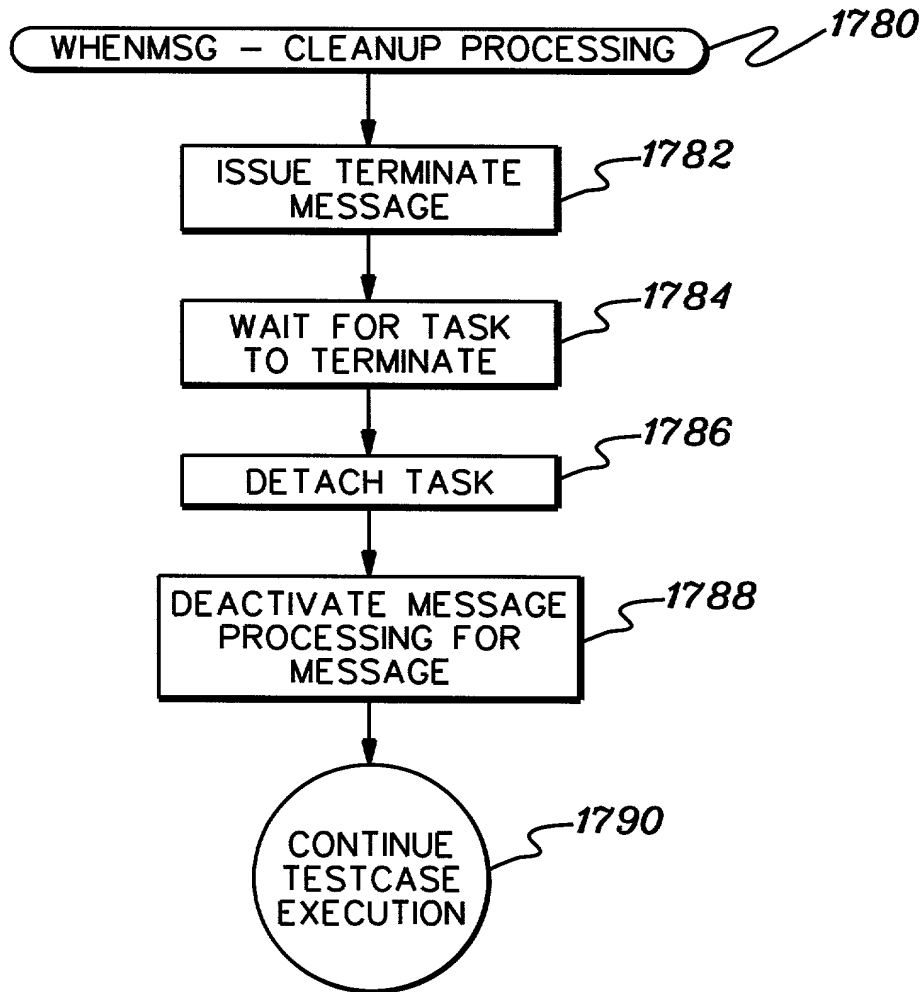 1780
WHENMSG - CLEANUP PROCESSING
1782
ISSUE TERMINATE
MESSAGE
1784
WAIT FOR TASK
TO TERMINATE
1786
DETACH TASK
1788
DEACTIVATE MESSAGE
PROCESSING FOR
MESSAGE
1790
CONTINUE
TESTCASE
EXECUTION